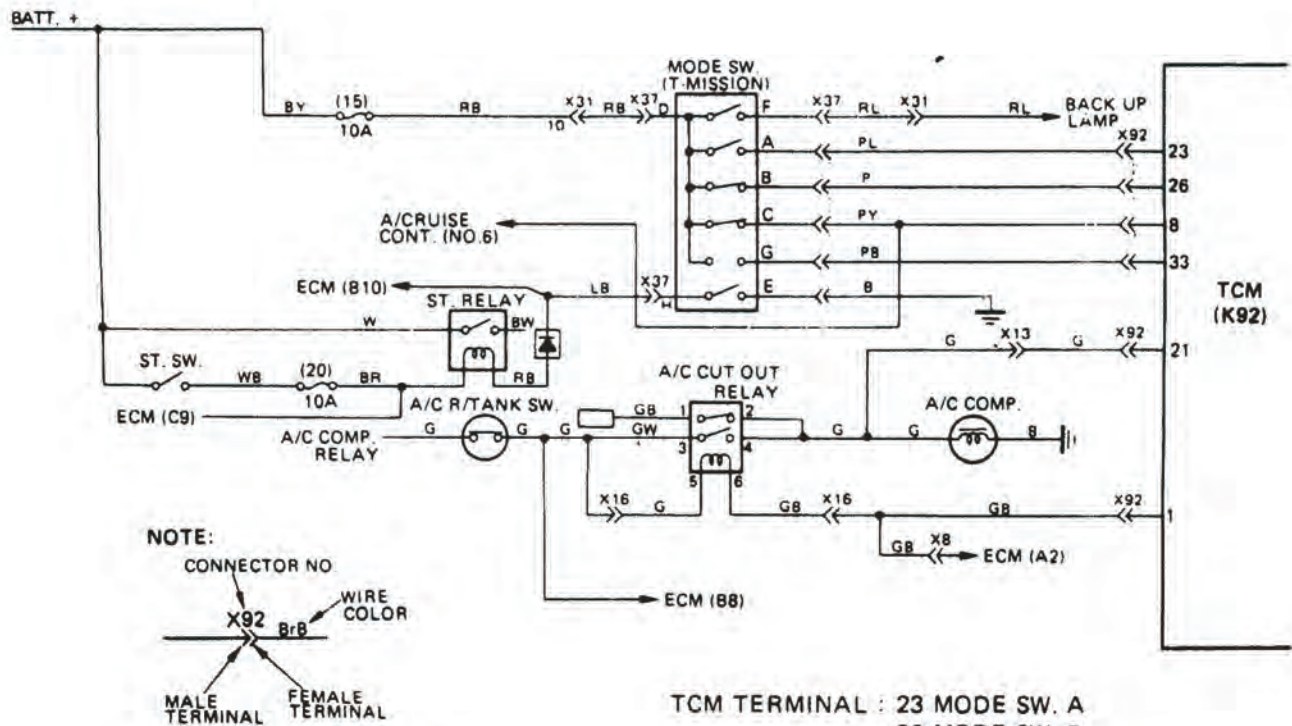 BATT. +
MODE SW.
(T-MISSION)
BY
(15)
10A
RB
X31
10
RB
X37
D
F
X37
RL
X31
RL
BACK UP
LAMP
A
PL
X92
23
B
P
26
A/CRUISE
CONT. (NO.6)
C
PY
8
G
PB
33
ECM (B10)
LB
X37
H
E
B
TCM
(K92)
ST. RELAY
W
BW
G
X13
G
X92
21
ST. SW.
WB
(20)
10A
BR
RB
A/C CUT OUT
RELAY
ECM (C9)
A/C R/TANK SW.
GB
1
2
A/C COMP.
A/C COMP.
RELAY
G
G
G
GW
3
4
G
G
B
5
6
X16
G
GB
X16
GB
X92
1
GB
X8
ECM (A2)
ECM (B8)
NOTE:
CONNECTOR NO
WIRE
COLOR
X92
BrB
MALE
TERMINAL
FEMALE
TERMINAL
TCM TERMINAL : 23 MODE SW. A